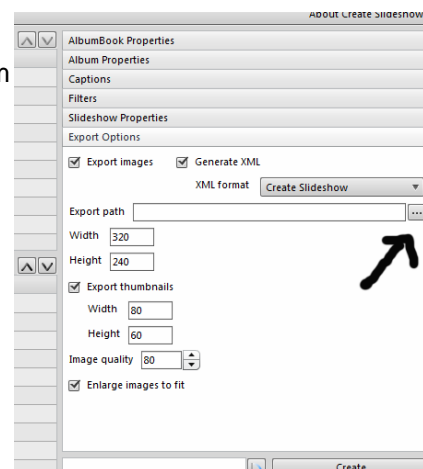 About Create Slideshow
AlbumBook Properties
Album Properties
Captions
Filters
Slideshow Properties
Export Options
Export images Generate XML
XML format Create Slideshow
Export path ...
Width 320
Height 240
Export thumbnails
Width 80
Height 60
Image quality 80
Enlarge images to fit
Create